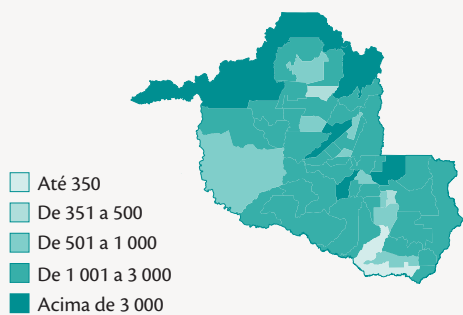 Até 350
De 351 a 500
De 501 a 1 000
De 1 001 a 3 000
Acima de 3 000